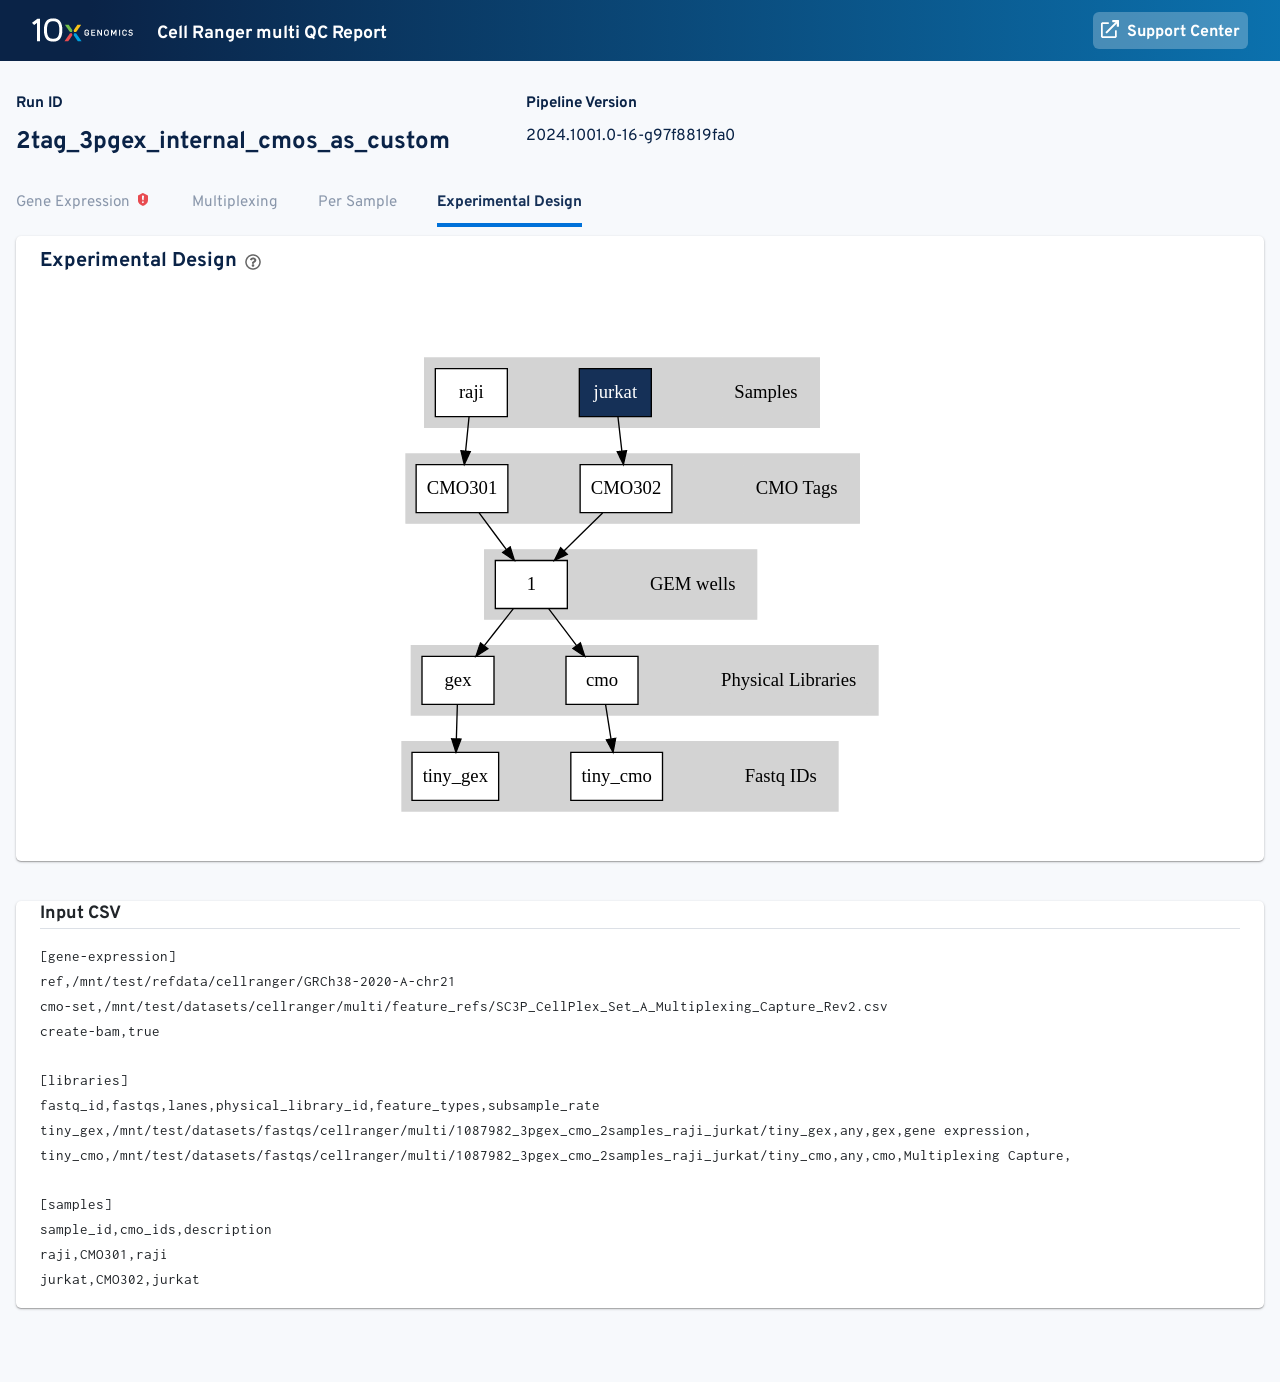 10x GENOMICS Cell Ranger multi QC Report Support Center
Run ID Pipeline Version
2tag_3pgex_internal_cmos_as_custom 2024.1001.0-16-g97f8819fa0
Gene Expression Multiplexing Per Sample Experimental Design
Experimental Design
raji jurkat Samples
CMO301 CMO302 CMO Tags
1 GEM wells
gex cmo Physical Libraries
tiny_gex tiny_cmo Fastq IDs
Input CSV
[gene-expression]
ref,/mnt/test/refdata/cellranger/GRCh38-2020-A-chr21
cmo-set,/mnt/test/datasets/cellranger/multi/feature_refs/SC3P_CellPlex_Set_A_Multiplexing_Capture_Rev2.csv
create-bam,true
[libraries]
fastq_id,fastqs,lanes,physical_library_id,feature_types,subsample_rate
tiny_gex,/mnt/test/datasets/fastqs/cellranger/multi/1087982_3pgex_cmo_2samples_raji_jurkat/tiny_gex,any,gex,gene expression,
tiny_cmo,/mnt/test/datasets/fastqs/cellranger/multi/1087982_3pgex_cmo_2samples_raji_jurkat/tiny_cmo,any,cmo,Multiplexing Capture,
[samples]
sample_id,cmo_ids,description
raji,CMO301,raji
jurkat,CMO302,jurkat